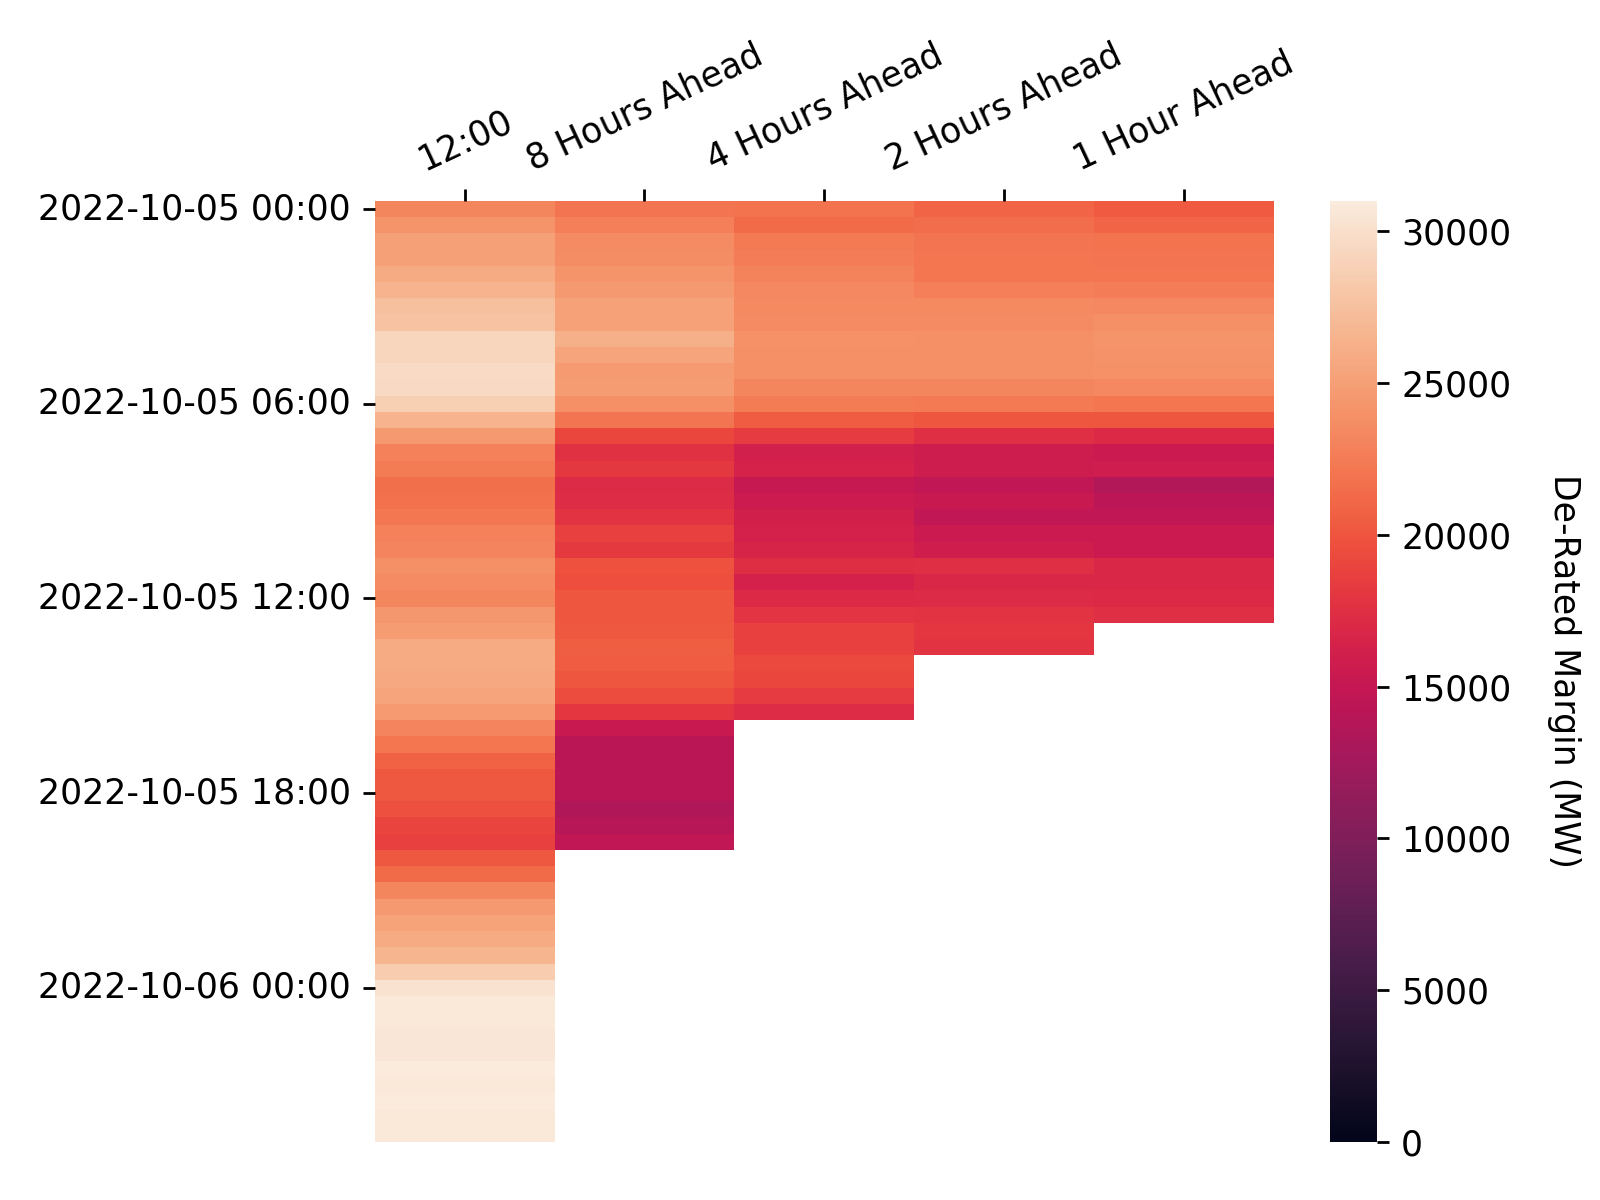 12:00
8 Hours Ahead
4 Hours Ahead
2 Hours Ahead
1 Hour Ahead
2022-10-05 00:00
2022-10-05 06:00
2022-10-05 12:00
2022-10-05 18:00
2022-10-06 00:00
30000
25000
20000
15000
10000
5000
0
De-Rated Margin (MW)